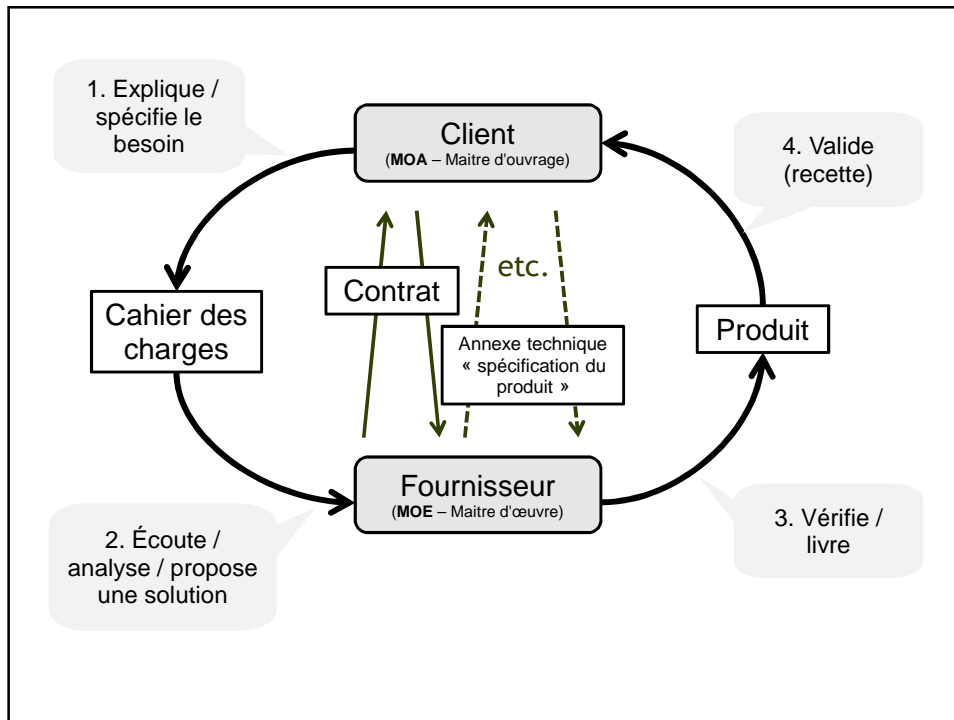 1. Explique /
spécifie le
besoin
Client
(MOA – Maitre d'ouvrage)
4. Valide
(recette)
etc.
Contrat
Cahier des
charges
Annexe technique
« spécification du
produit »
Produit
Fournisseur
(MOE – Maitre d'œuvre)
2. Écoute /
analyse / propose
une solution
3. Vérifie /
livre